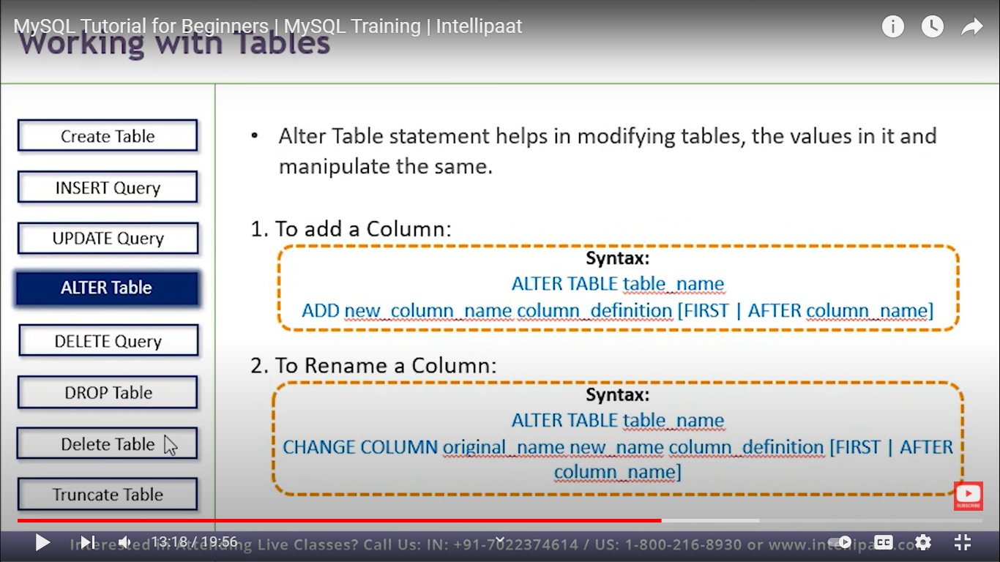 MySQL Tutorial for Beginners | MySQL Training | Intellipaat
Working with Tables
Create Table
INSERT Query
UPDATE Query
ALTER Table
DELETE Query
DROP Table
Delete Table
Truncate Table
• Alter Table statement helps in modifying tables, the values in it and
manipulate the same.
1. To add a Column:
Syntax:
ALTER TABLE table_name
ADD new_column_name column_definition [FIRST | AFTER column_name]
2. To Rename a Column:
Syntax:
ALTER TABLE table_name
CHANGE COLUMN original_name new_name column_definition [FIRST | AFTER
column_name]
SUBSCRIBE
13:18 / 19:56
Interested in Attending Live Classes? Call Us: IN: +91-7022374614 / US: 1-800-216-8930 or www.intellipaat.com
CC